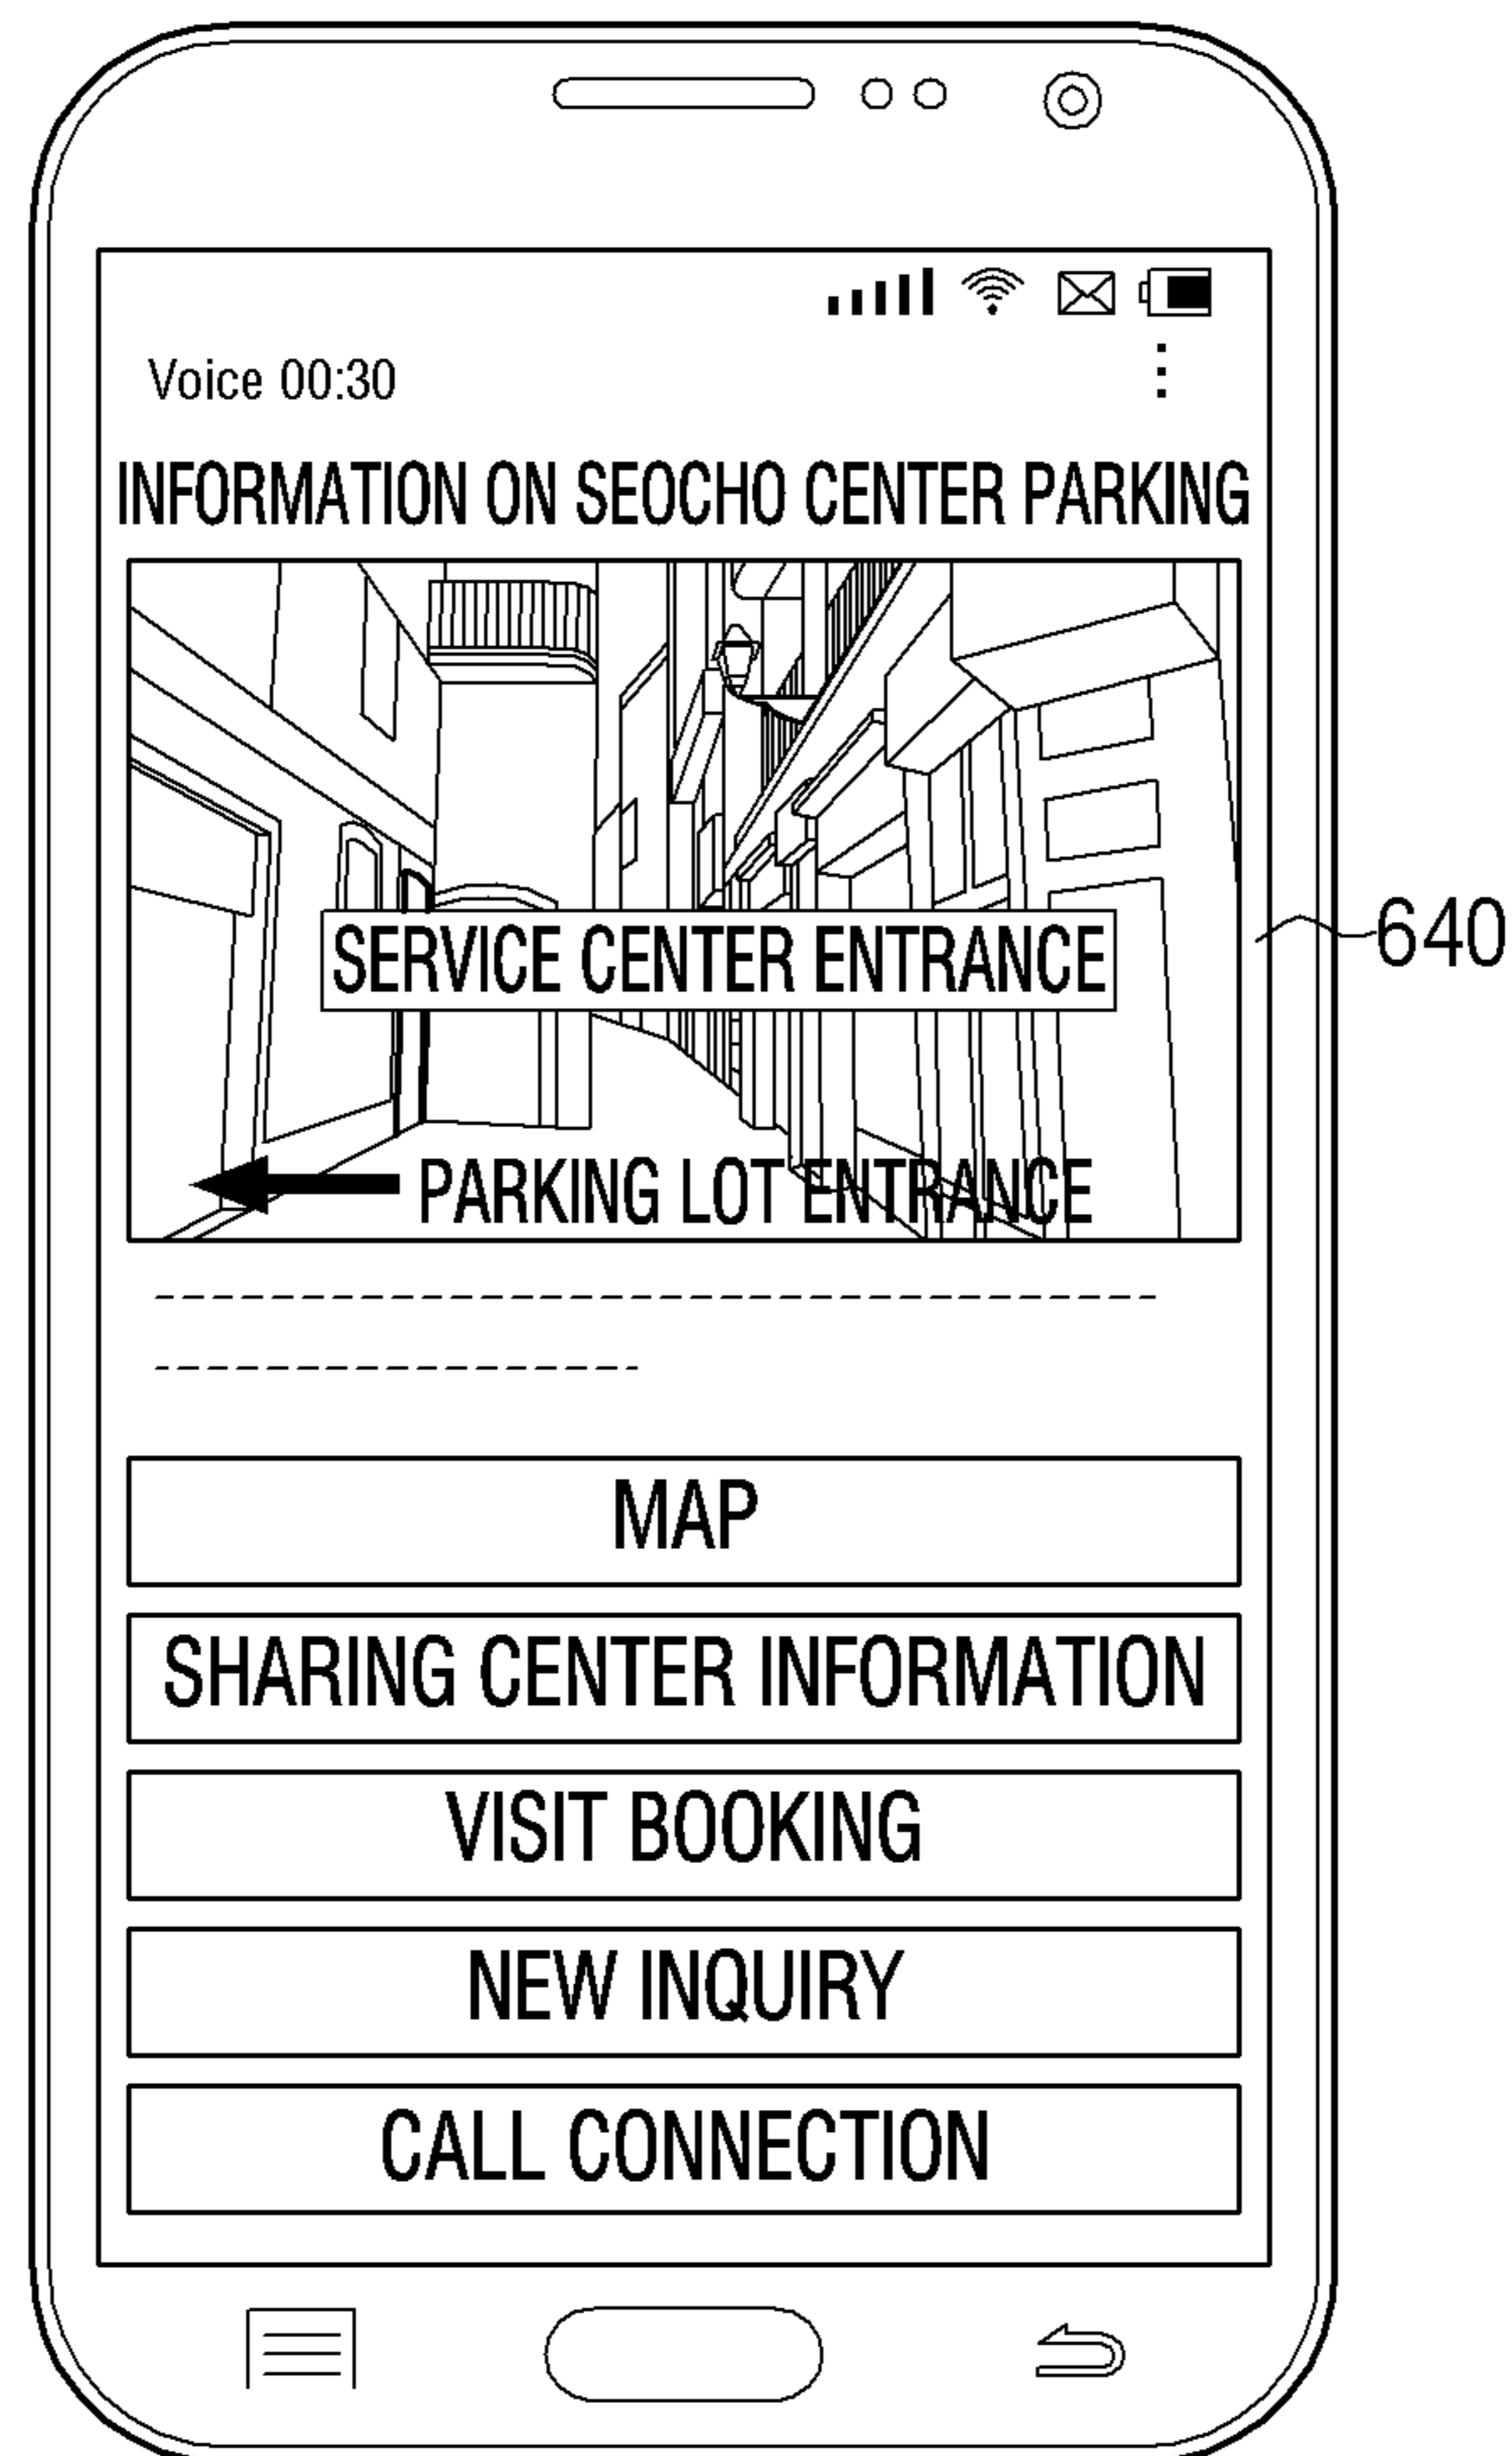 Voice 00:30
INFORMATION ON SEOCHO CENTER PARKING
SERVICE CENTER ENTRANCE
640
PARKING LOT ENTRANCE
MAP
SHARING CENTER INFORMATION
VISIT BOOKING
NEW INQUIRY
CALL CONNECTION